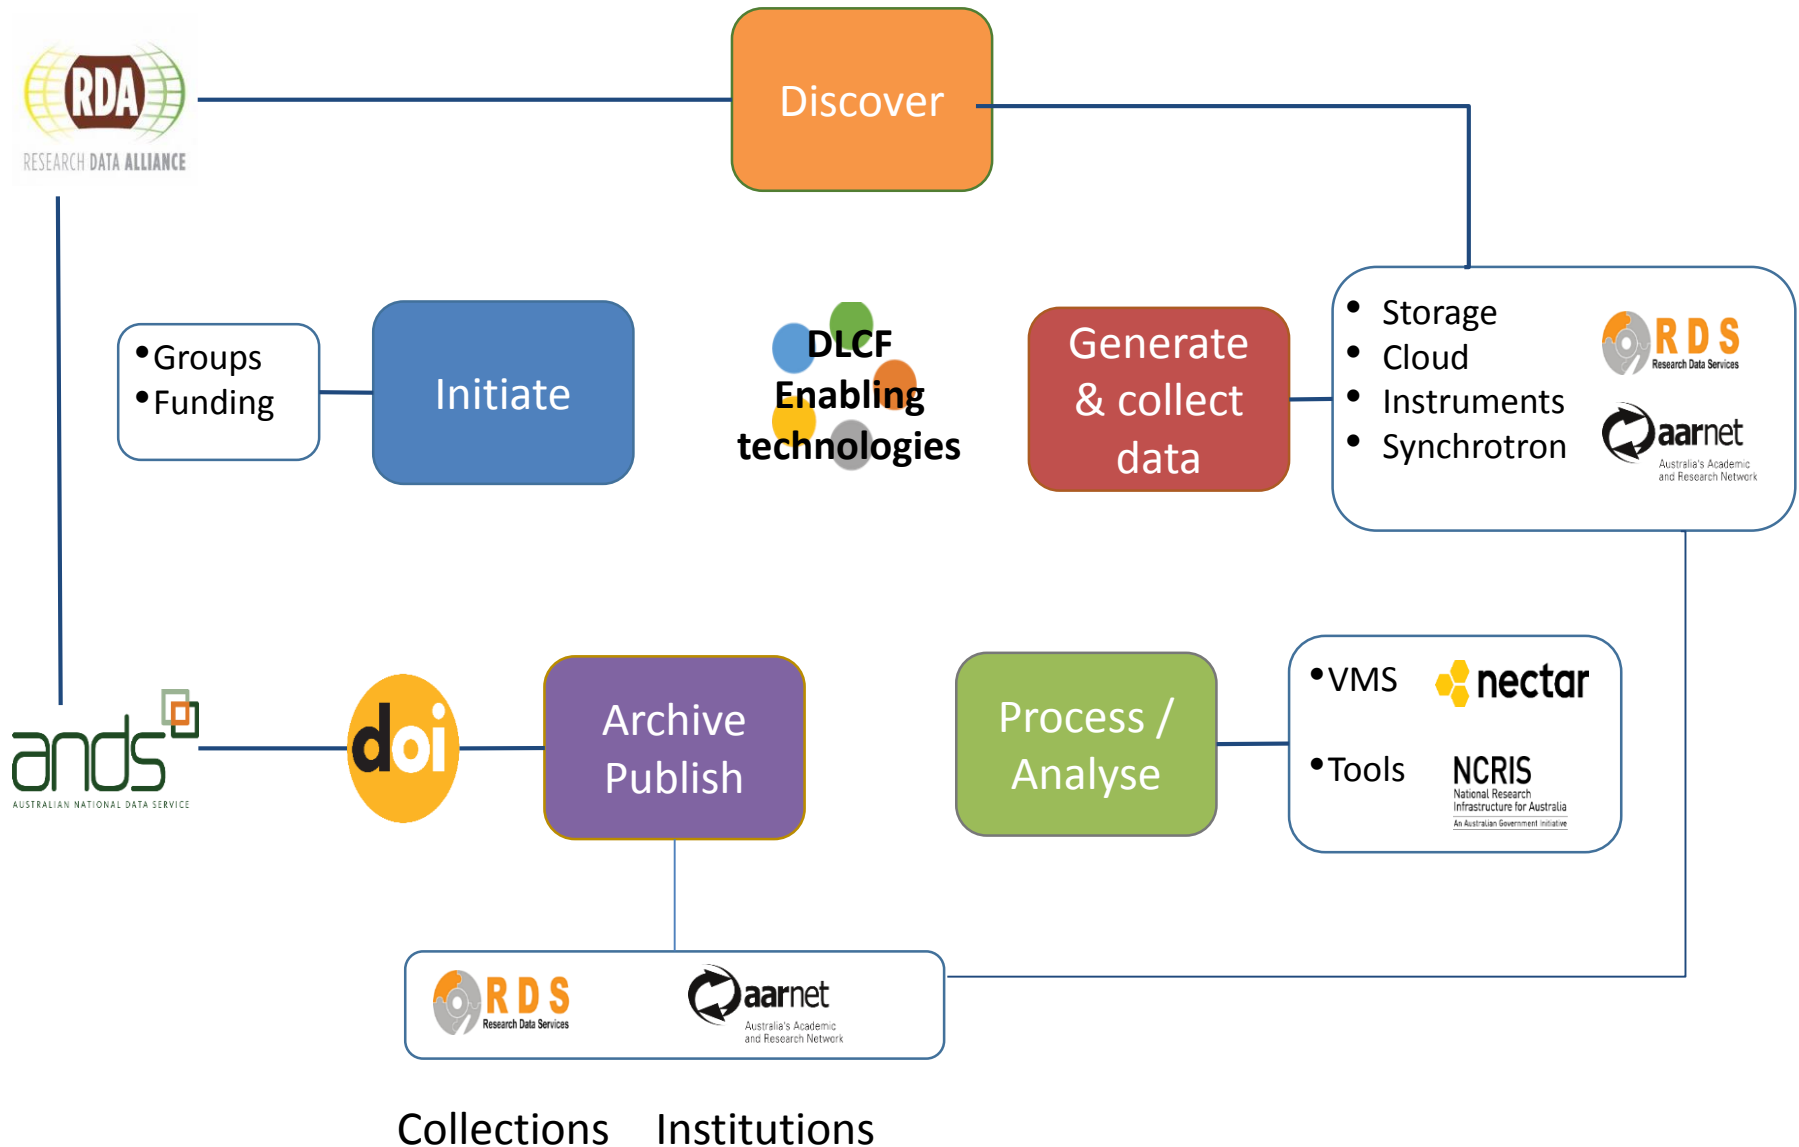 RDA
RESEARCH DATA ALLIANCE
Discover
• Groups
• Funding
Initiate
DLCF
Enabling
technologies
Generate
& collect
data
• Storage
• Cloud
• Instruments
• Synchrotron
RDS
Research Data Services
aarnet
Australia's Academic
and Research Network
ands
AUSTRALIAN NATIONAL DATA SERVICE
doi
Archive
Publish
Process /
Analyse
• VMS
nectar
• Tools
NCRIS
National Research
Infrastructure for Australia
An Australian Government Initiative
RDS
Research Data Services
aarnet
Australia's Academic
and Research Network
Collections Institutions